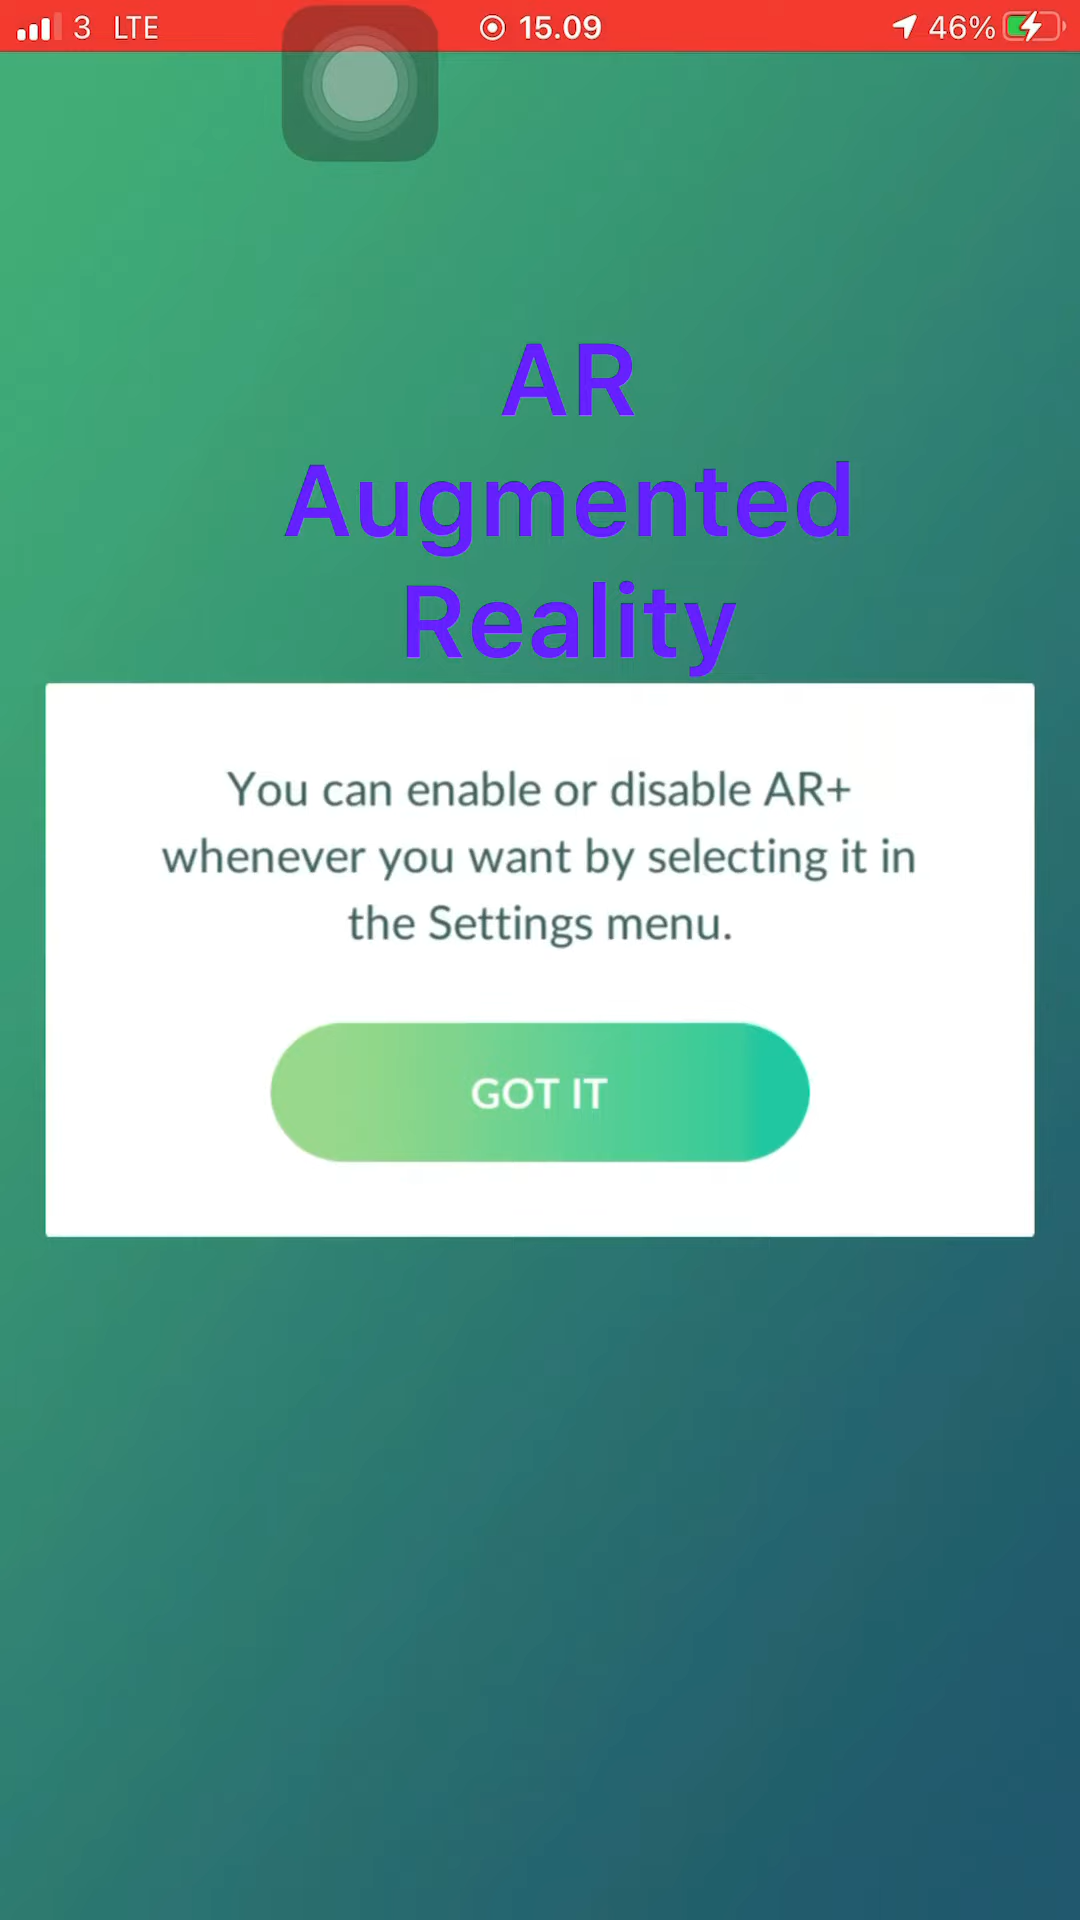 3 LTE 15.09 46%
AR
Augmented
Reality
You can enable or disable AR+
whenever you want by selecting it in
the Settings menu.
GOT IT